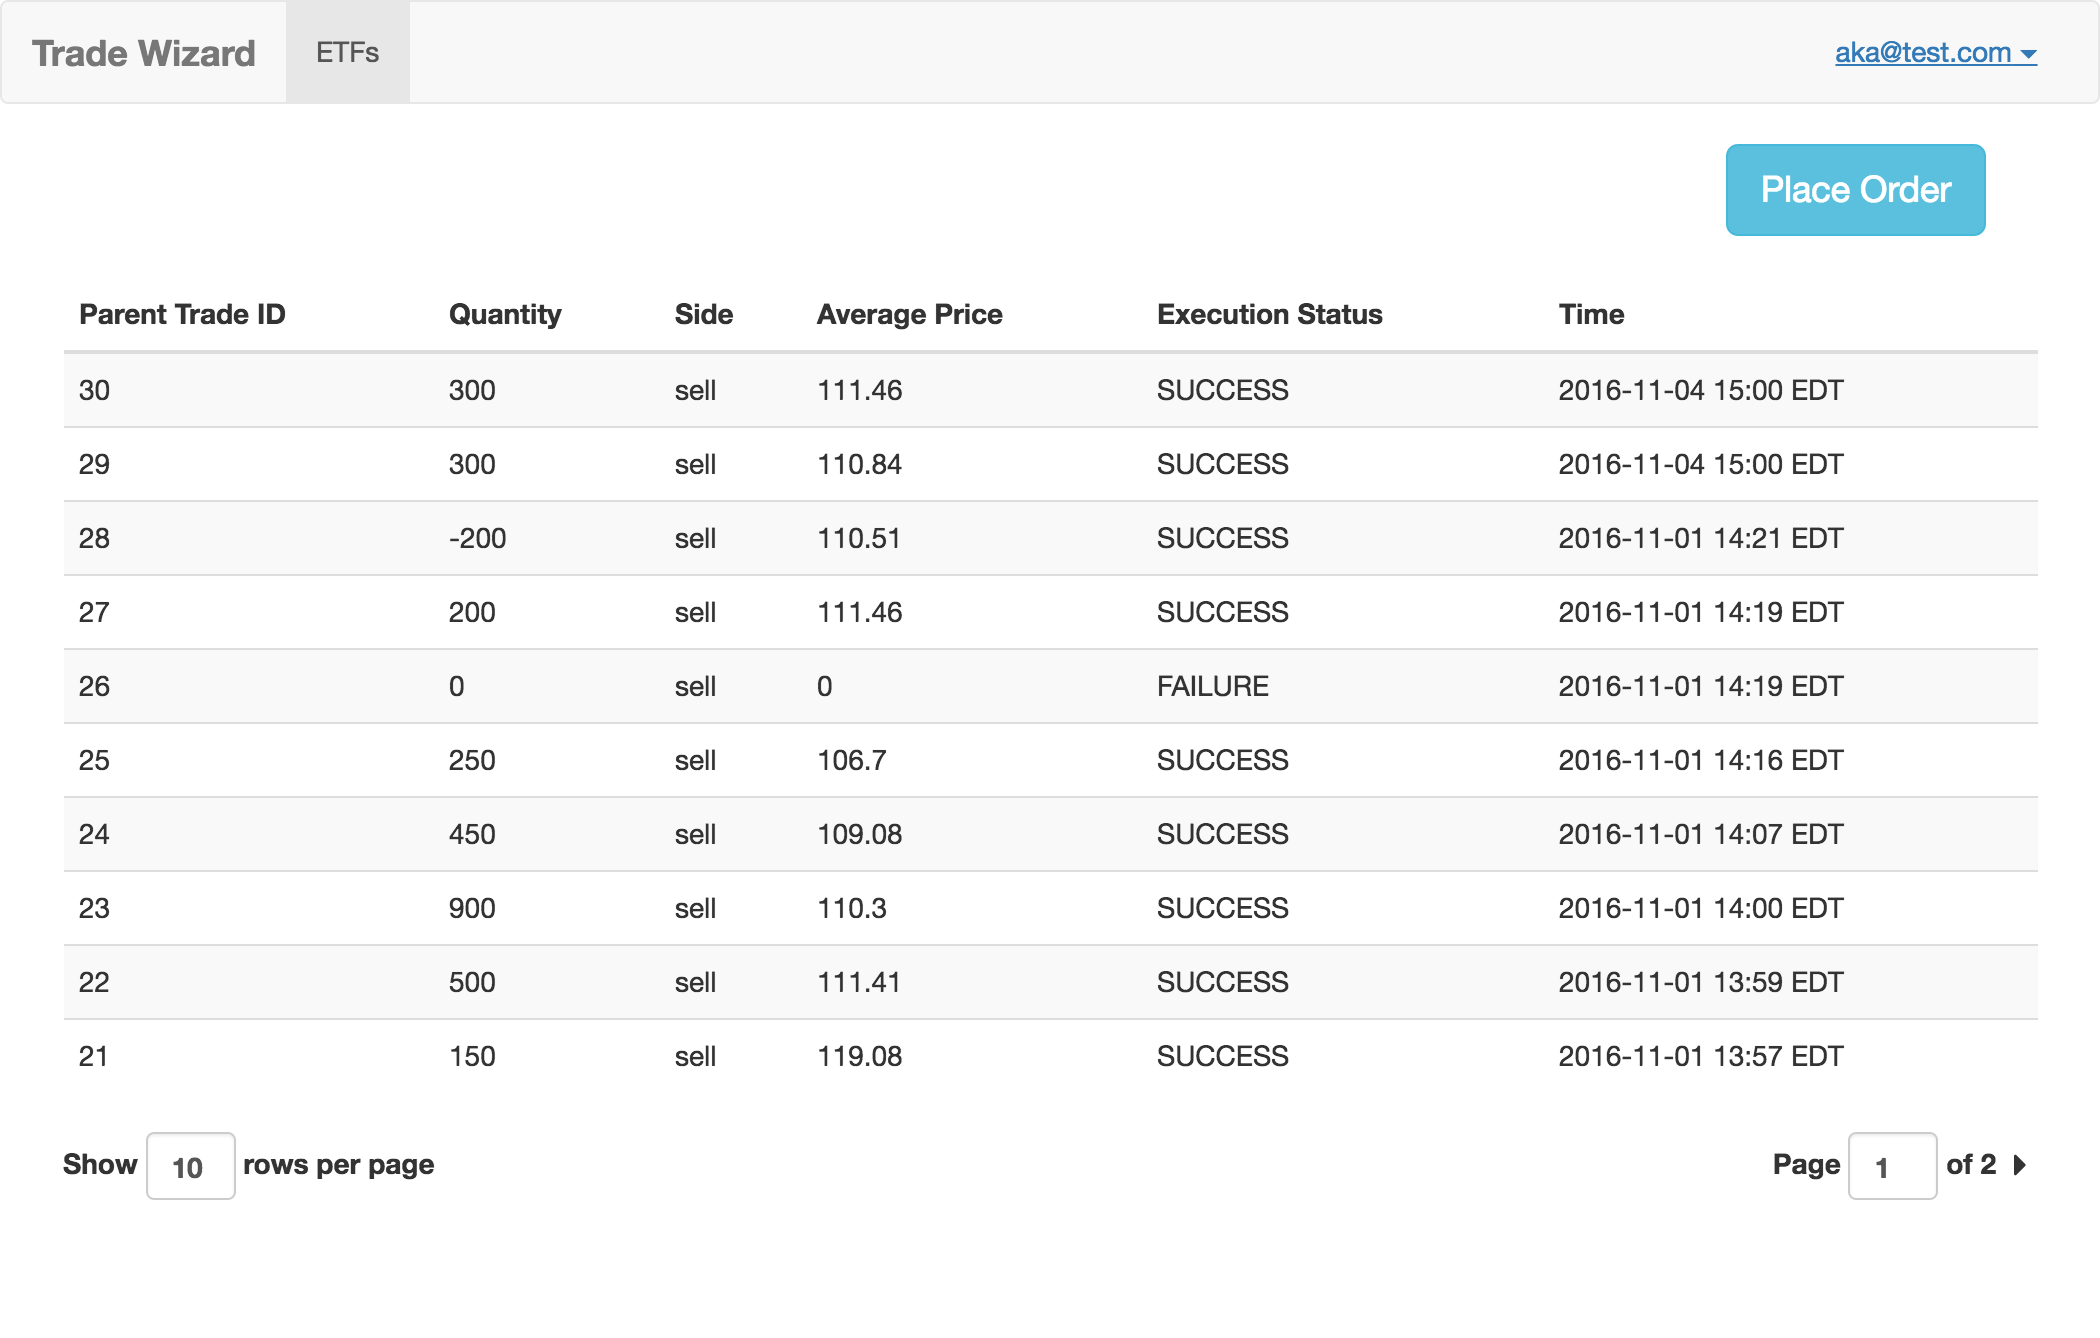 Trade Wizard ETFs aka@test.com
Place Order
Parent Trade ID Quantity Side Average Price Execution Status Time
30 300 sell 111.46 SUCCESS 2016-11-04 15:00 EDT
29 300 sell 110.84 SUCCESS 2016-11-04 15:00 EDT
28 -200 sell 110.51 SUCCESS 2016-11-01 14:21 EDT
27 200 sell 111.46 SUCCESS 2016-11-01 14:19 EDT
26 0 sell 0 FAILURE 2016-11-01 14:19 EDT
25 250 sell 106.7 SUCCESS 2016-11-01 14:16 EDT
24 450 sell 109.08 SUCCESS 2016-11-01 14:07 EDT
23 900 sell 110.3 SUCCESS 2016-11-01 14:00 EDT
22 500 sell 111.41 SUCCESS 2016-11-01 13:59 EDT
21 150 sell 119.08 SUCCESS 2016-11-01 13:57 EDT
Show 10 rows per page Page 1 of 2